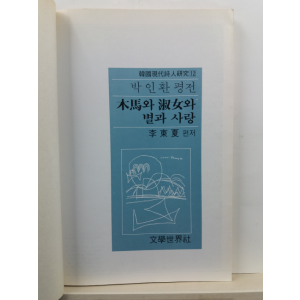 韓國現代詩人研究 12
박인환 평전
木馬와 淑女와
별과 사랑
李東夏 편저
文學世界社